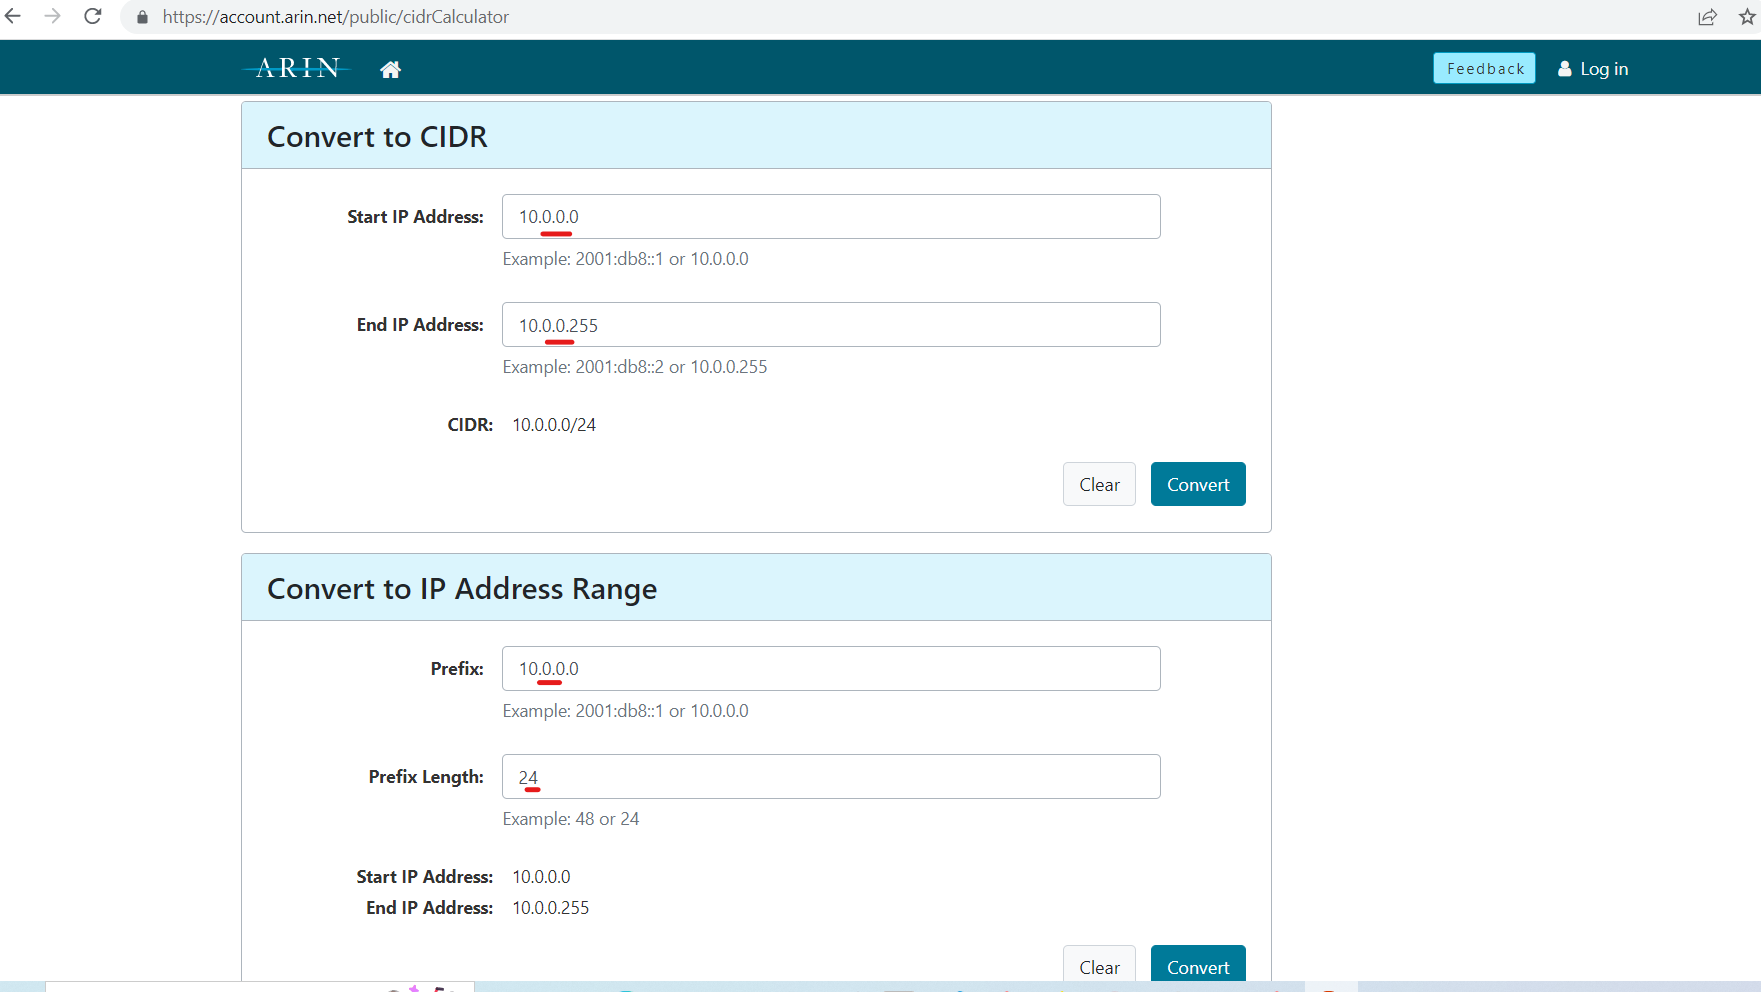 https://account.arin.net/public/cidrCalculator
ARIN
Feedback
Log in
Convert to CIDR
Start IP Address: 10.0.0.0
Example: 2001:db8::1 or 10.0.0.0
End IP Address: 10.0.0.255
Example: 2001:db8::2 or 10.0.0.255
CIDR: 10.0.0.0/24
Clear Convert
Convert to IP Address Range
Prefix: 10.0.0.0
Example: 2001:db8::1 or 10.0.0.0
Prefix Length: 24
Example: 48 or 24
Start IP Address: 10.0.0.0
End IP Address: 10.0.0.255
Clear Convert